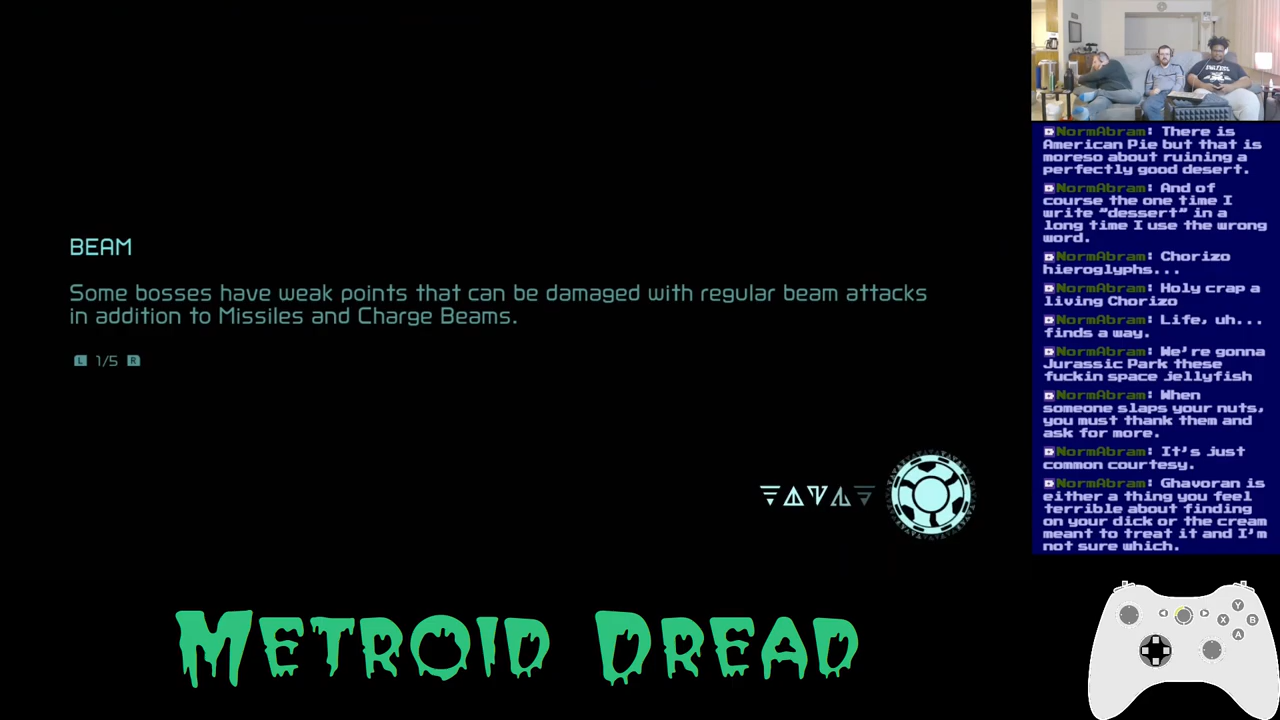 BEAM
Some bosses have weak points that can be damaged with regular beam attacks
in addition to Missiles and Charge Beams.
L 1/5 R
METROID DREAD
NormAbram: There is
American Pie but that is
moreso about ruining a
perfectly good desert.
NormAbram: And of
course the one time I
write "dessert" in a
long time I use the wrong
word.
NormAbram: Chorizo
hieroglyphs...
NormAbram: Holy crap a
living Chorizo
NormAbram: Life, uh...
finds a way.
NormAbram: We're gonna
Jurassic Park these
fuckin space jellyfish
NormAbram: When
someone slaps your nuts,
you must thank them and
ask for more.
NormAbram: It's just
common courtesy.
NormAbram: Ghavoran is
either a thing you feel
terrible about finding
on your dick or the cream
meant to treat it and I'm
not sure which.
Y
X B
A